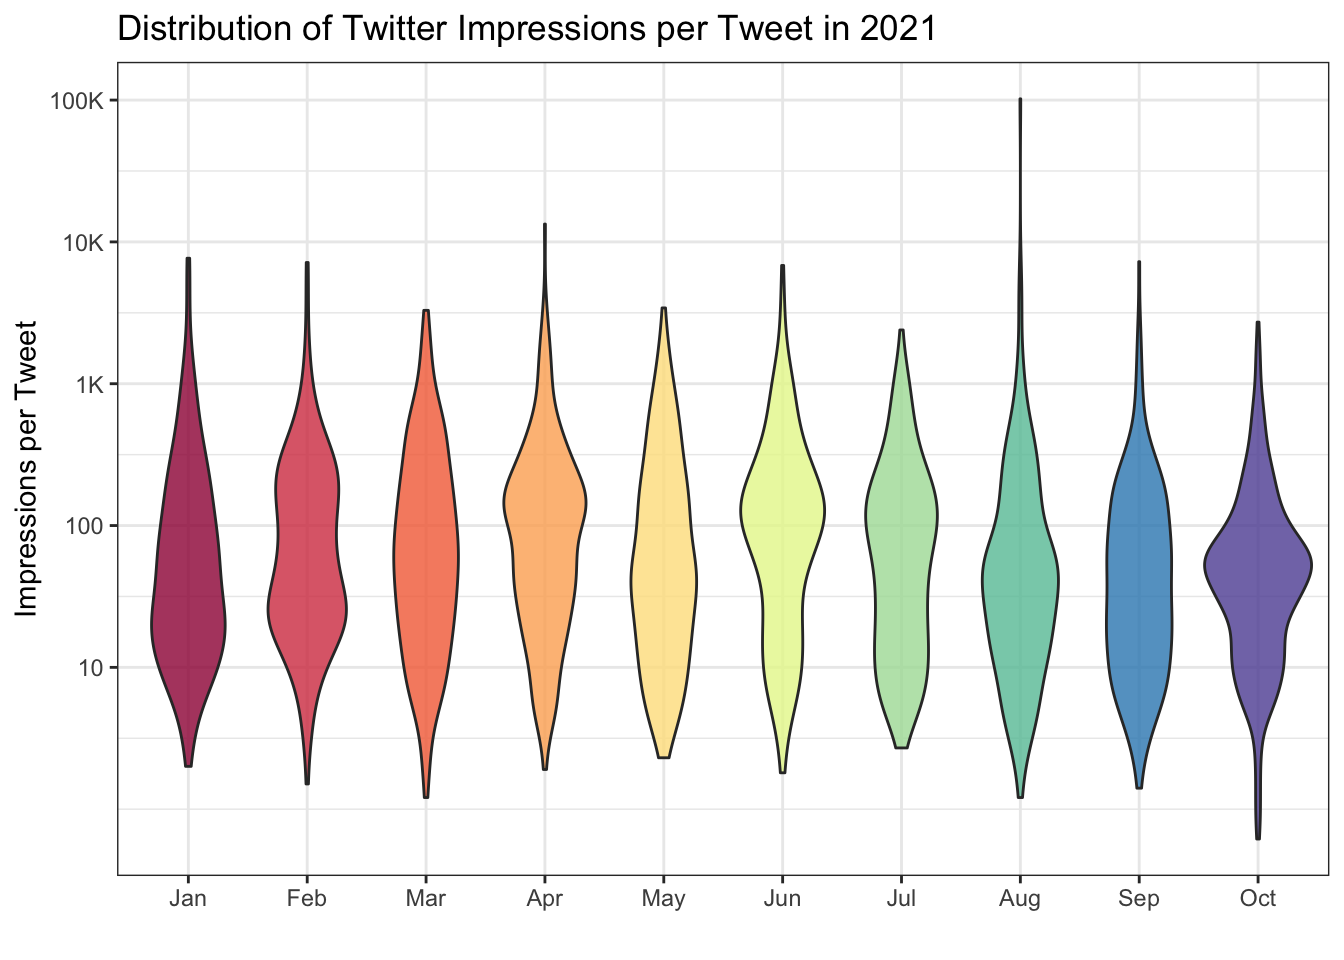 Distribution of Twitter Impressions per Tweet in 2021
Impressions per Tweet
100K
10K
1K
100
10
Jan Feb Mar Apr May Jun Jul Aug Sep Oct